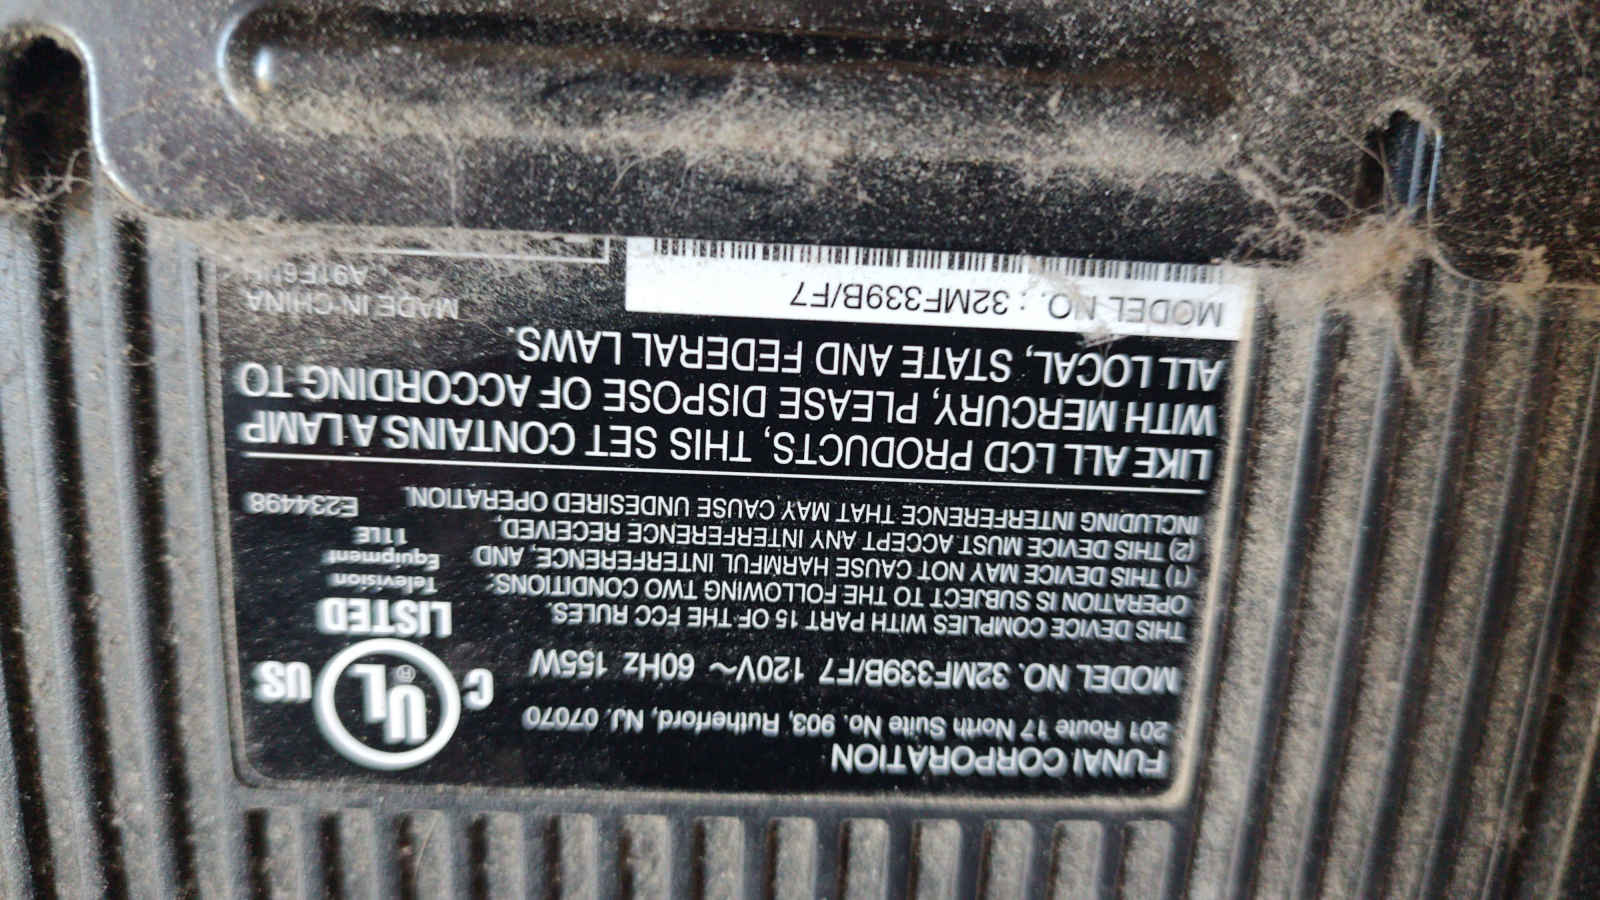 FUNAI CORPORATION
201 Route 17 North Suite No. 903, Rutherford, NJ. 07070
MODEL NO. 32MF339B/F7 120V~ 60Hz 155W
C UL ® US
LISTED
Television
Equipment
11LE
E234498
THIS DEVICE COMPLIES WITH PART 15 OF THE FCC RULES.
OPERATION IS SUBJECT TO THE FOLLOWING TWO CONDITIONS:
(1) THIS DEVICE MAY NOT CAUSE HARMFUL INTERFERENCE, AND
(2) THIS DEVICE MUST ACCEPT ANY INTERFERENCE RECEIVED,
INCLUDING INTERFERENCE THAT MAY CAUSE UNDESIRED OPERATION.
LIKE ALL LCD PRODUCTS, THIS SET CONTAINS A LAMP
WITH MERCURY, PLEASE DISPOSE OF ACCORDING TO
ALL LOCAL, STATE AND FEDERAL LAWS.
MODEL NO. : 32MF339B/F7
MADE IN CHINA